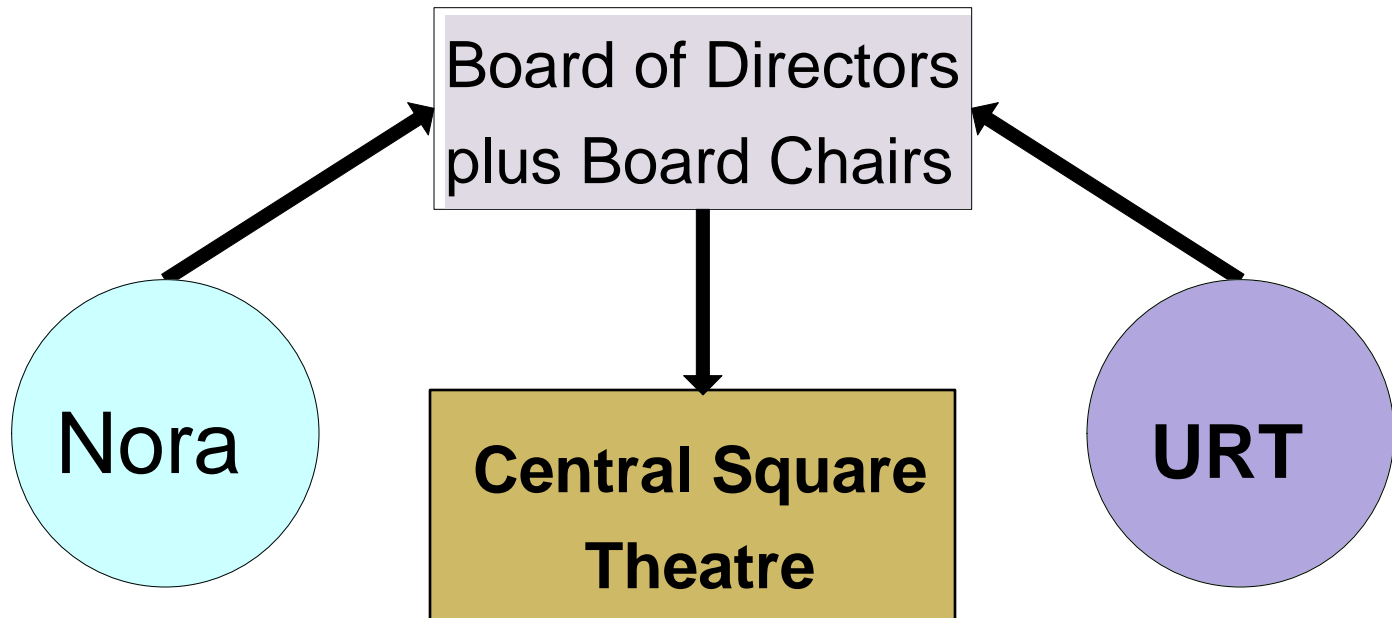 Board of Directors
plus Board Chairs
Nora
URT
Central Square
Theatre